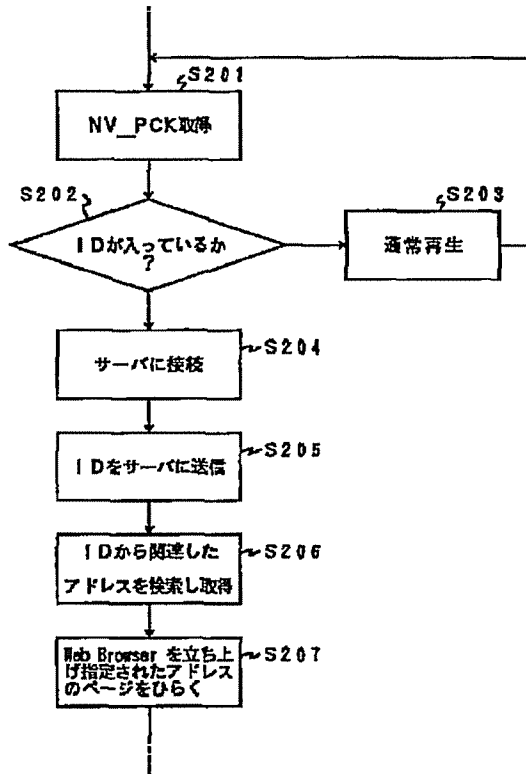 S201
NV_PCK取得
S202
IDが入っているか
?
S203
通常再生
サーバに接続
S204
IDをサーバに送信
S205
IDから関連した
アドレスを検索し取得
S206
Web Browser を立ち上
げ指定されたアドレス
のページをひらく
S207